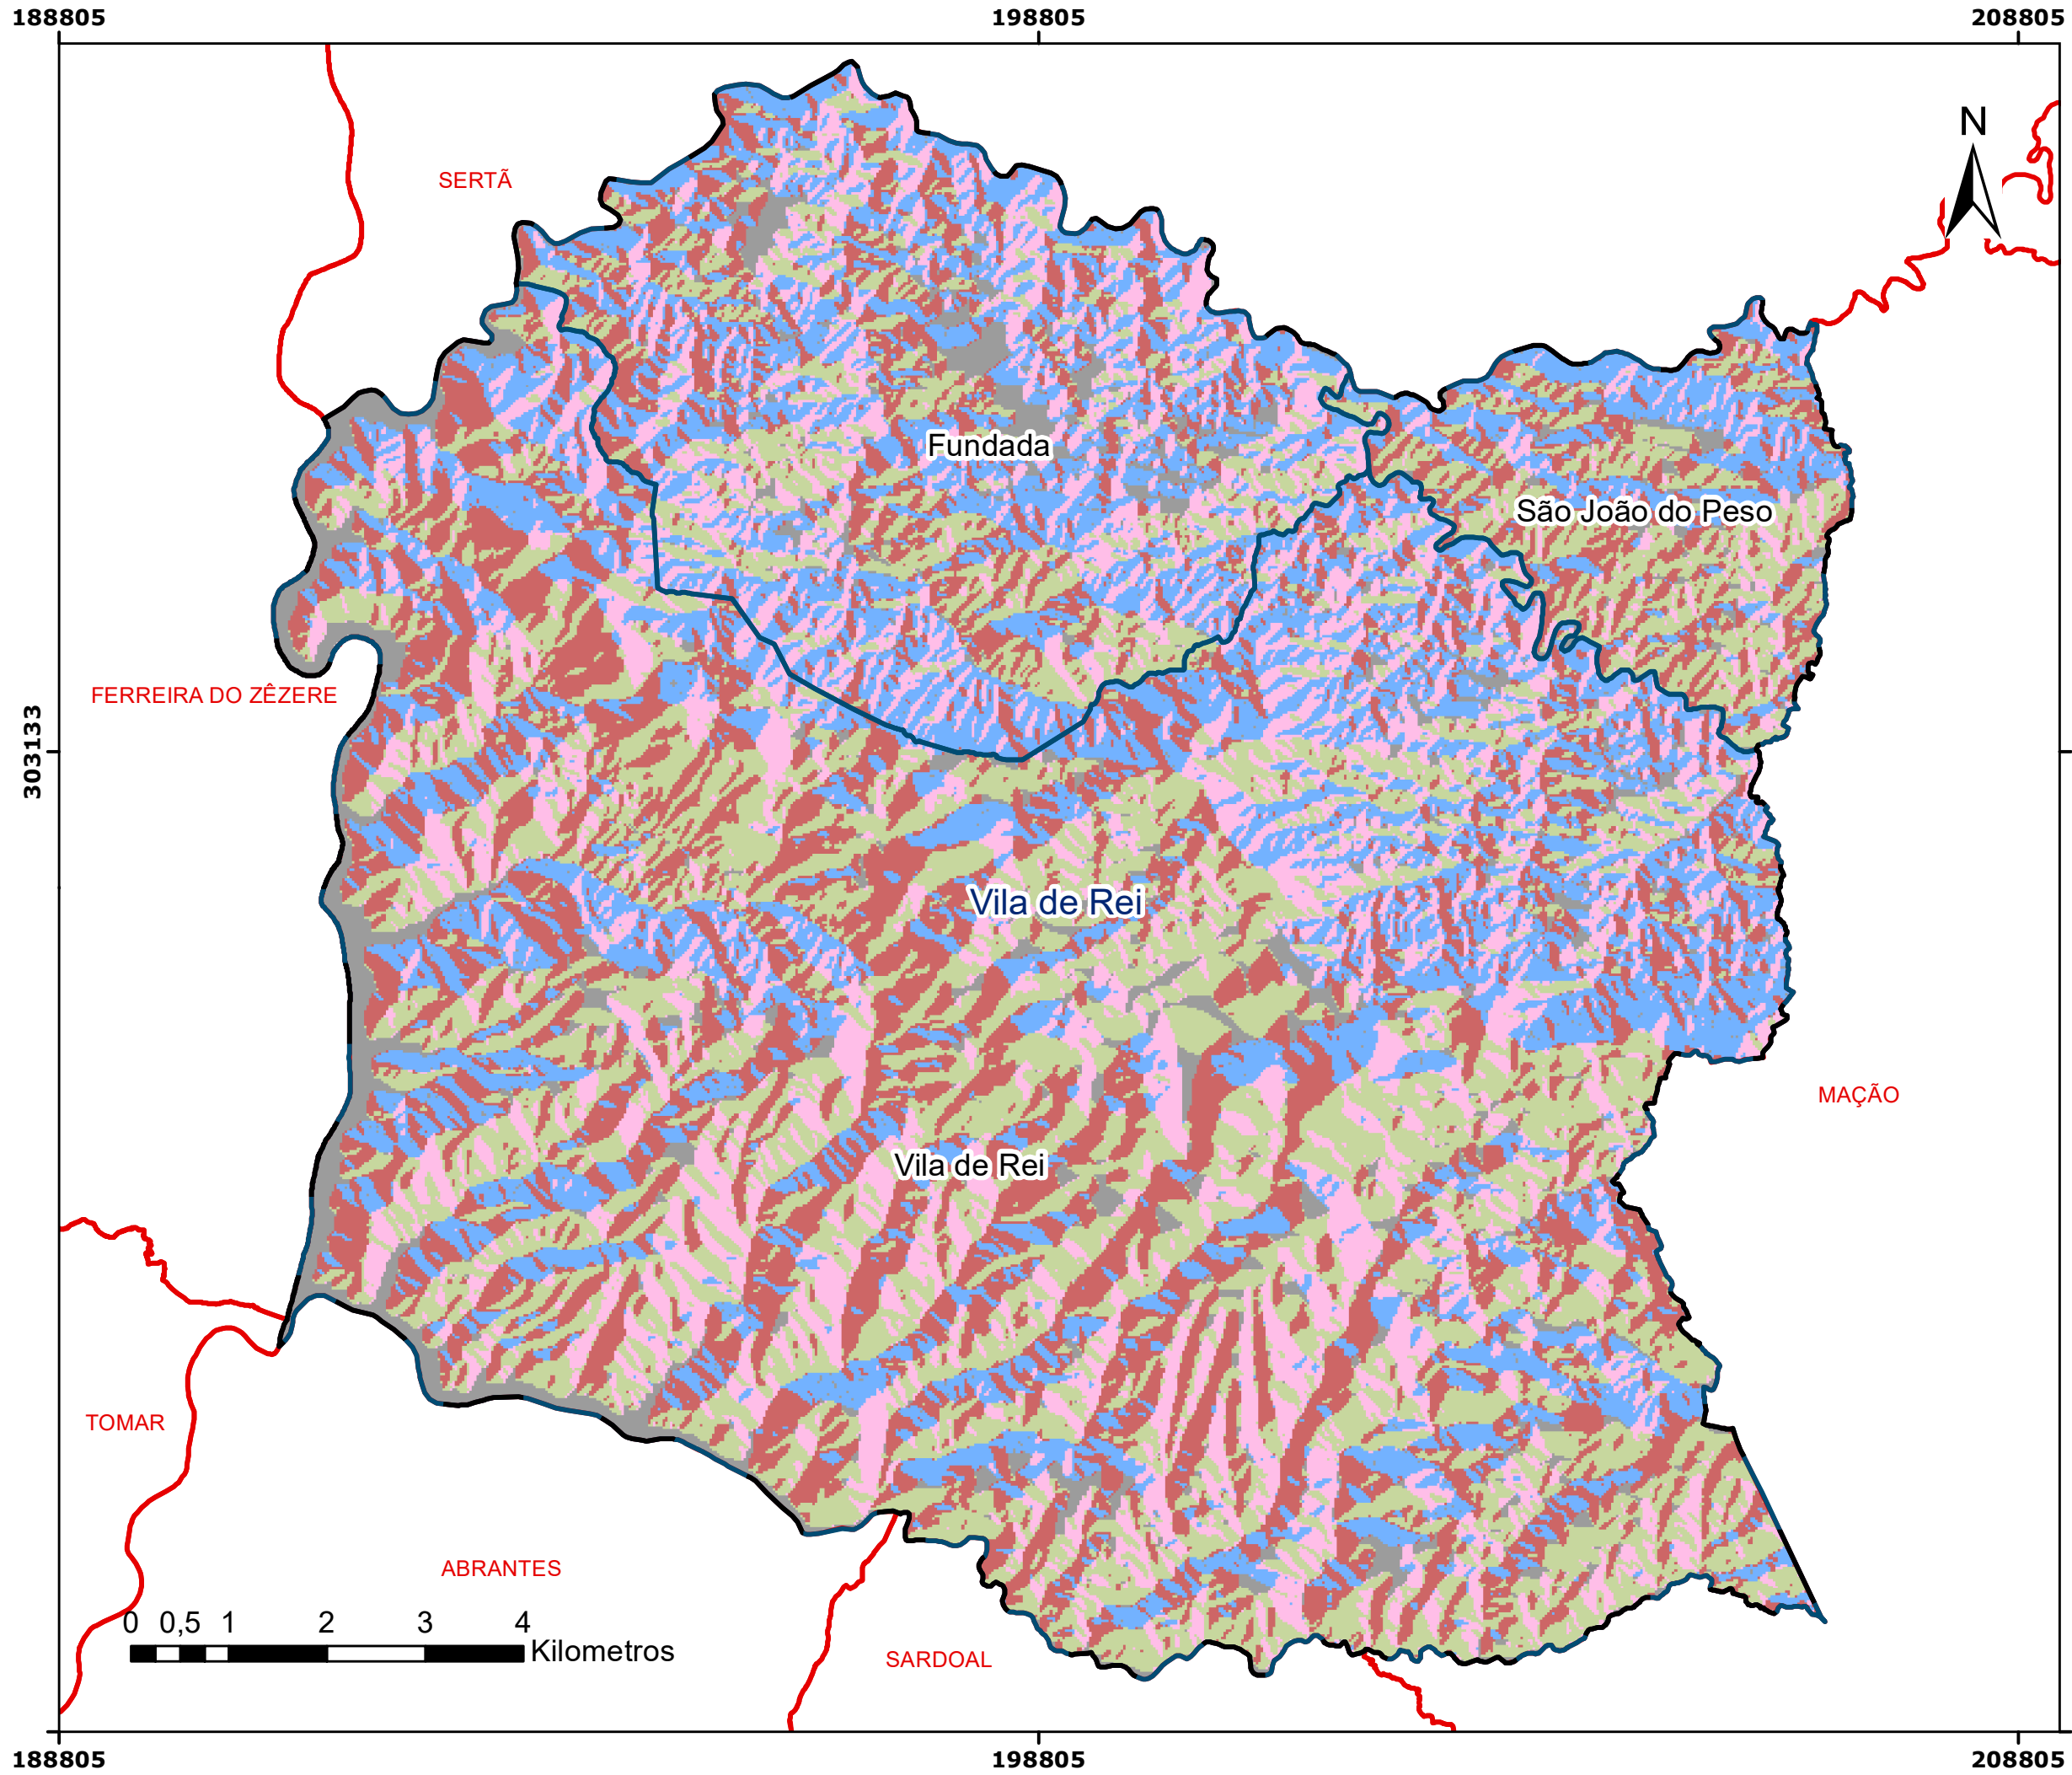 188805 198805 208805
N
SERTÃ
Fundada
São João do Peso
FERREIRA DO ZÊZERE
303133
Vila de Rei
MAÇÃO
Vila de Rei
TOMAR
ABRANTES
0 0,5 1 2 3 4
Kilometros
SARDOAL
188805 198805 208805